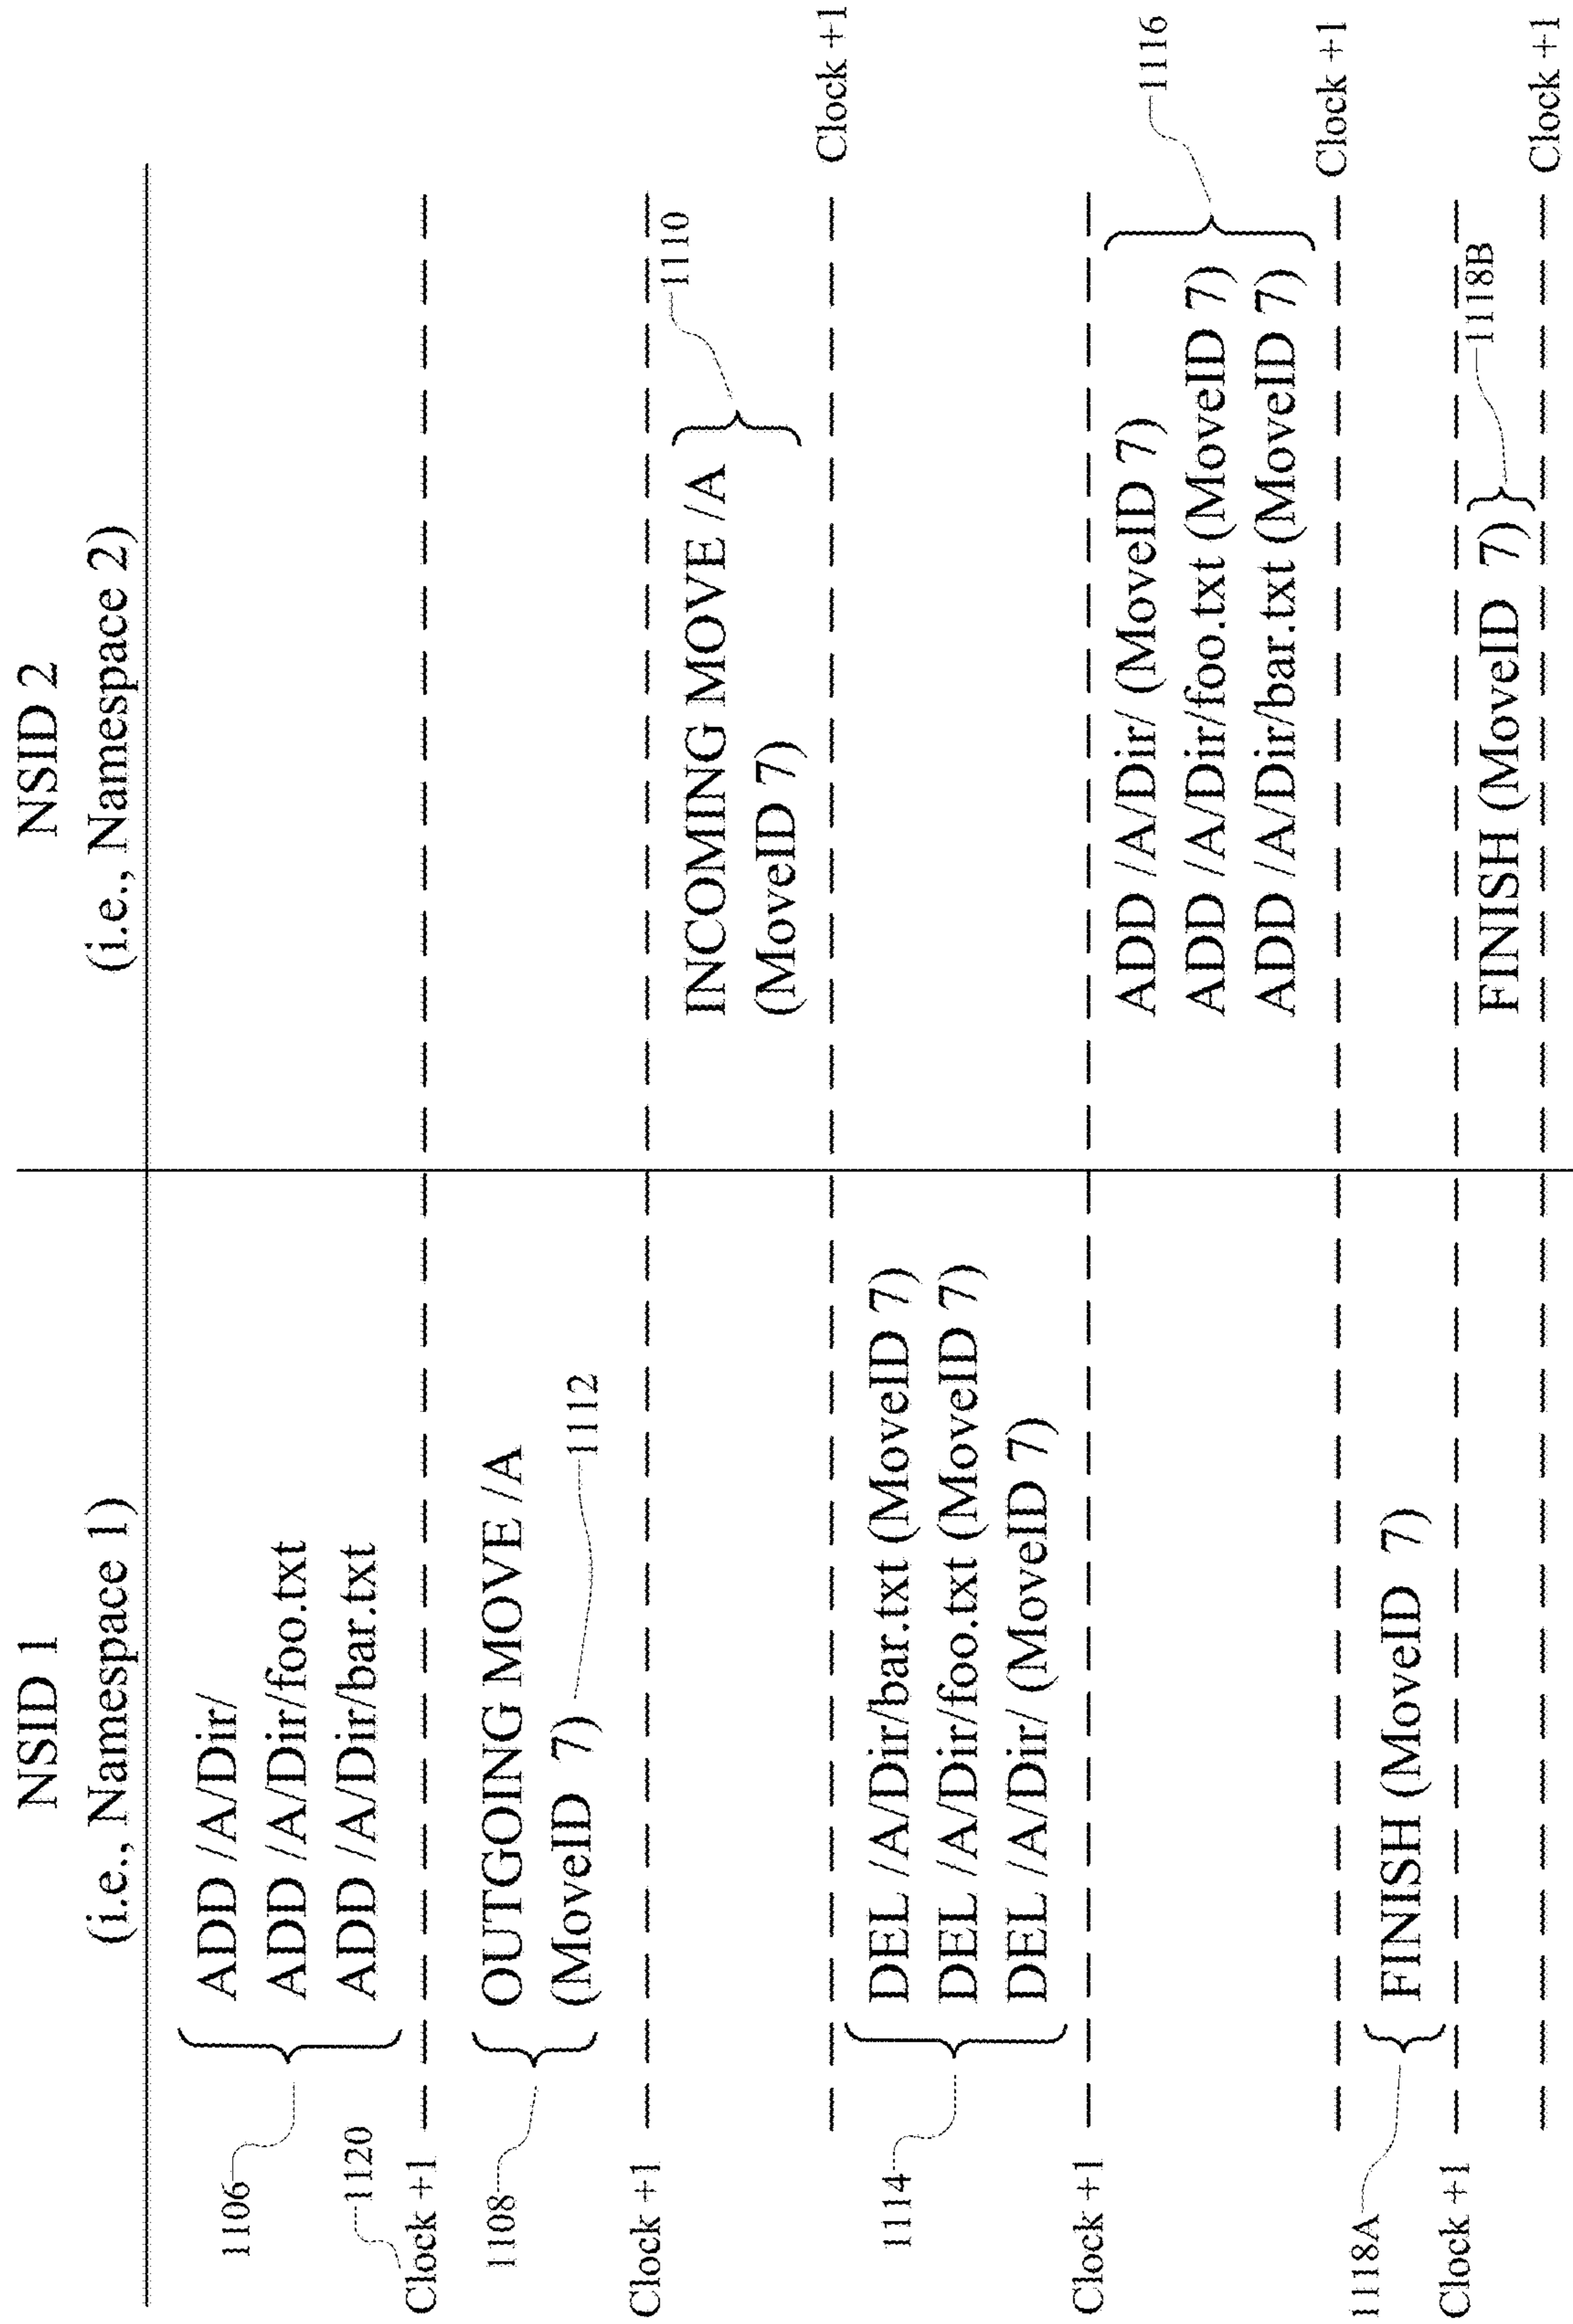 NSID 1
(i.e., Namespace 1)
NSID 2
(i.e., Namespace 2)
1106
ADD /A/Dir/
ADD /A/Dir/foo.txt
ADD /A/Dir/bar.txt
1120
Clock +1
1108
OUTGOING MOVE /A
(MoveID 7)
1112
Clock +1
INCOMING MOVE /A
(MoveID 7)
1110
Clock +1
1114
DEL /A/Dir/bar.txt (MoveID 7)
DEL /A/Dir/foo.txt (MoveID 7)
DEL /A/Dir/ (MoveID 7)
Clock +1
ADD /A/Dir/ (MoveID 7)
ADD /A/Dir/foo.txt (MoveID 7)
ADD /A/Dir/bar.txt (MoveID 7)
1116
Clock +1
1118A
FINISH (MoveID 7)
Clock +1
FINISH (MoveID 7)
1118B
Clock +1